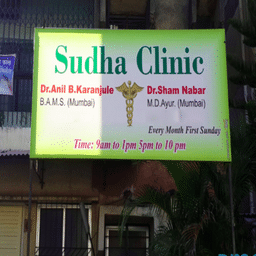 Sudha Clinic
Dr.Anil B.Karanjule
B.A.M.S. (Mumbai)
Dr.Sham Nabar
M.D.Ayur. (Mumbai)
Every Month First Sunday
Time: 9am to 1pm 5pm to 10 pm